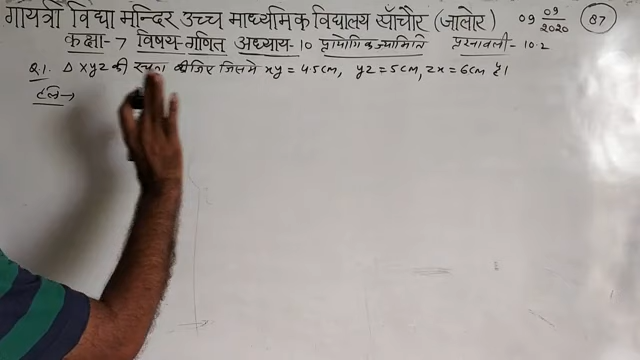 गायत्री विद्या मन्दिर उच्च माध्यमिक विद्यालय साँचौर (जालोर) 09 09/2020 87
कक्षा-7 विषय-गणित अध्याय-10 प्रायोगिक ज्यामिति प्रश्नावली-10.2
Q.1. Δ XYZ की रचना कीजिए जिसमें XY = 4.5cm, YZ = 5cm, ZX = 6cm है।
हल→